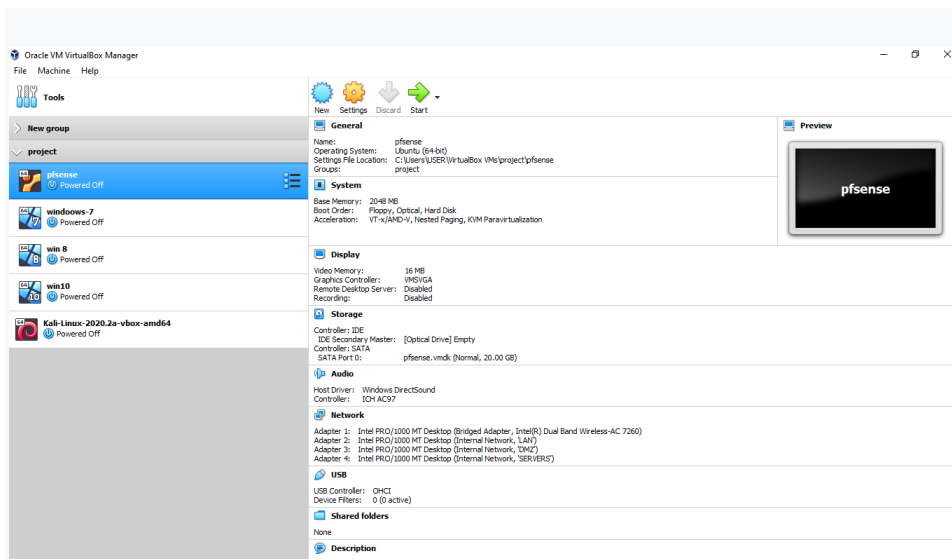 Oracle VM VirtualBox Manager
File Machine Help
Tools
New Settings Discard Start
New group
project
64
pfsense
Powered Off
64
7
windoows-7
Powered Off
64
8
win 8
Powered Off
64
10
win10
Powered Off
64
Kali-Linux-2020.2a-vbox-amd64
Powered Off
General
Name: pfsense
Operating System: Ubuntu (64-bit)
Settings File Location: C:\Users\USER\VirtualBox VMs\project\pfsense
Groups: project
Preview
pfsense
System
Base Memory: 2048 MB
Boot Order: Floppy, Optical, Hard Disk
Acceleration: VT-x/AMD-V, Nested Paging, KVM Paravirtualization
Display
Video Memory: 16 MB
Graphics Controller: VMSVGA
Remote Desktop Server: Disabled
Recording: Disabled
Storage
Controller: IDE
IDE Secondary Master: [Optical Drive] Empty
Controller: SATA
SATA Port 0: pfsense.vmdk (Normal, 20.00 GB)
Audio
Host Driver: Windows DirectSound
Controller: ICH AC97
Network
Adapter 1: Intel PRO/1000 MT Desktop (Bridged Adapter, Intel(R) Dual Band Wireless-AC 7260)
Adapter 2: Intel PRO/1000 MT Desktop (Internal Network, 'LAN')
Adapter 3: Intel PRO/1000 MT Desktop (Internal Network, 'DMZ')
Adapter 4: Intel PRO/1000 MT Desktop (Internal Network, 'SERVERS')
USB
USB Controller: OHCI
Device Filters: 0 (0 active)
Shared folders
None
Description